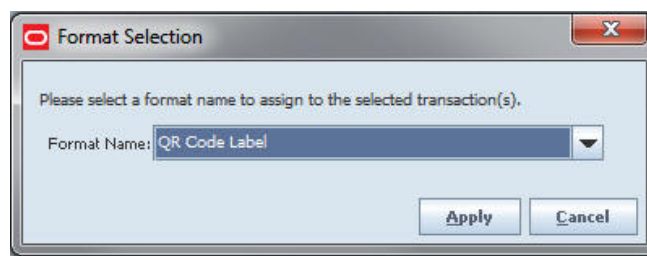 Format Selection
Please select a format name to assign to the selected transaction(s).
Format Name: QR Code Label
Apply Cancel